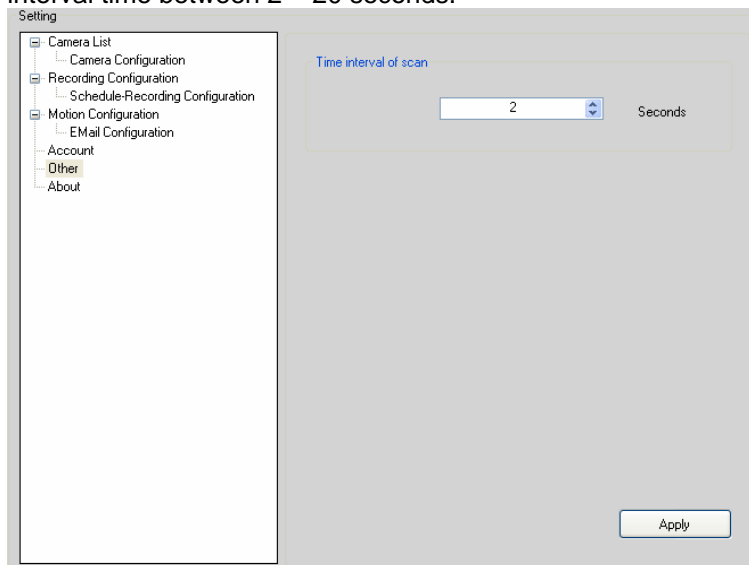 interval time between 2 – 20 seconds.
Setting
Camera List
Camera Configuration
Recording Configuration
Schedule-Recording Configuration
Motion Configuration
EMail Configuration
Account
Other
About
Time interval of scan
2
Seconds
Apply